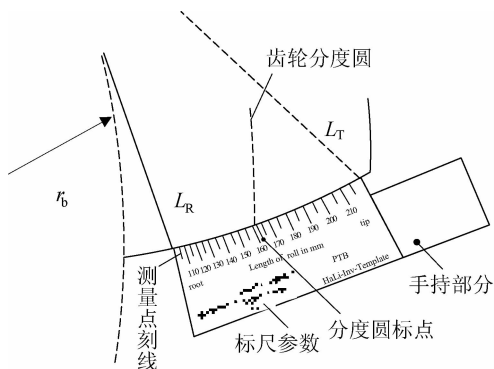 齿轮分度圆
L_T
r_b
L_R
110 120 130 140 150 160 170 180 190 200 210
root
Length of roll in mm
tip
PTB
HaLi-Inv-Template
测量点刻线
手持部分
分度圆标点
标尺参数